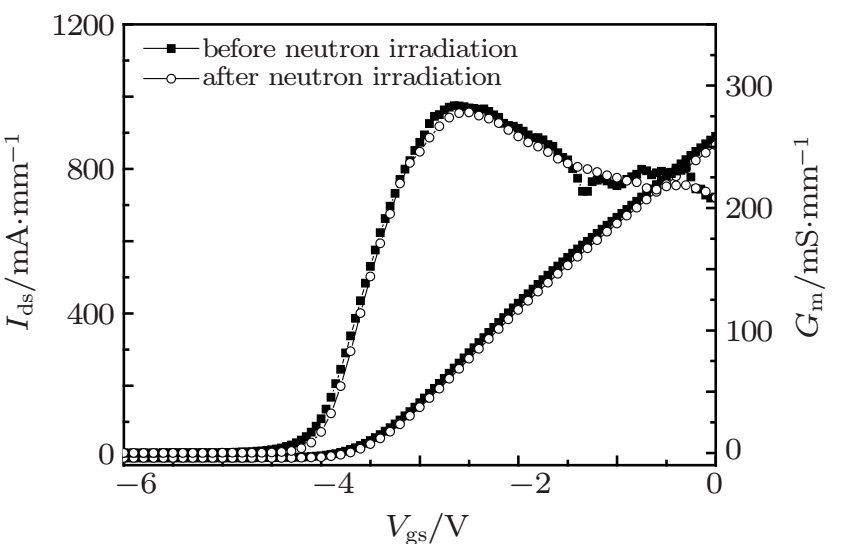 1200
before neutron irradiation
after neutron irradiation
300
800
200
400
100
0
0
−6
−4
−2
0
I_ds/mA·mm⁻¹
G_m/mS·mm⁻¹
V_gs/V